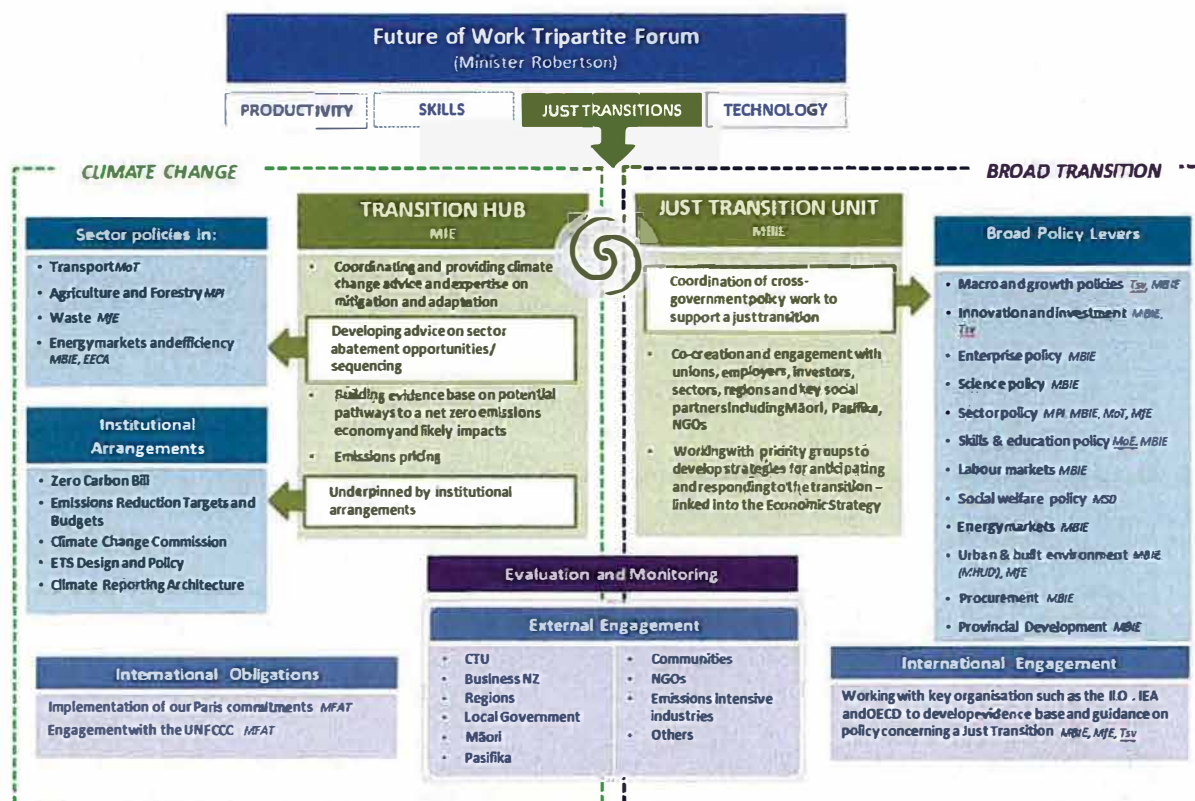 Future of Work Tripartite Forum
(Minister Robertson)
PRODUCTIVITY
SKILLS
JUST TRANSITIONS
TECHNOLOGY
CLIMATE CHANGE
BROAD TRANSITION
Sector policies in:
• Transport MoT
• Agriculture and Forestry MPI
• Waste MfE
• Energy markets and efficiency
MBIE, EECA
Institutional
Arrangements
• Zero Carbon Bill
• Emissions Reduction Targets and
Budgets
• Climate Change Commission
• ETS Design and Policy
• Climate Reporting Architecture
TRANSITION HUB
MfE
• Coordinating and providing climate
change advice and expertise on
mitigation and adaptation
Developing advice on sector
abatement opportunities/
sequencing
• Building evidence base on potential
pathways to a net zero emissions
economy and likely impacts
• Emissions pricing
Underpinned by institutional
arrangements
JUST TRANSITION UNIT
MBIE
Coordination of cross-
government policy work to
support a just transition
• Co-creation and engagement with
unions, employers, investors,
sectors, regions and key social
partners including Māori, Pasifika,
NGOs
• Working with priority groups to
develop strategies for anticipating
and responding to the transition –
linked into the Economic Strategy
Broad Policy Levers
• Macro and growth policies Tsy, MBIE
• Innovation and investment MBIE,
Tsy
• Enterprise policy MBIE
• Science policy MBIE
• Sector policy MPI, MBIE, MoT, MfE
• Skills & education policy MoE, MBIE
• Labour markets MBIE
• Social welfare policy MSD
• Energy markets MBIE
• Urban & built environment MBIE
(MHUD), MfE
• Procurement MBIE
• Provincial Development MBIE
Evaluation and Monitoring
External Engagement
• CTU
• Business NZ
• Regions
• Local Government
• Māori
• Pasifika
• Communities
• NGOs
• Emissions intensive
industries
• Others
International Obligations
Implementation of our Paris commitments MFAT
Engagement with the UNFCCC MFAT
International Engagement
Working with key organisation such as the ILO, IEA
and OECD to develop evidence base and guidance on
policy concerning a Just Transition MBIE, MfE, Tsy